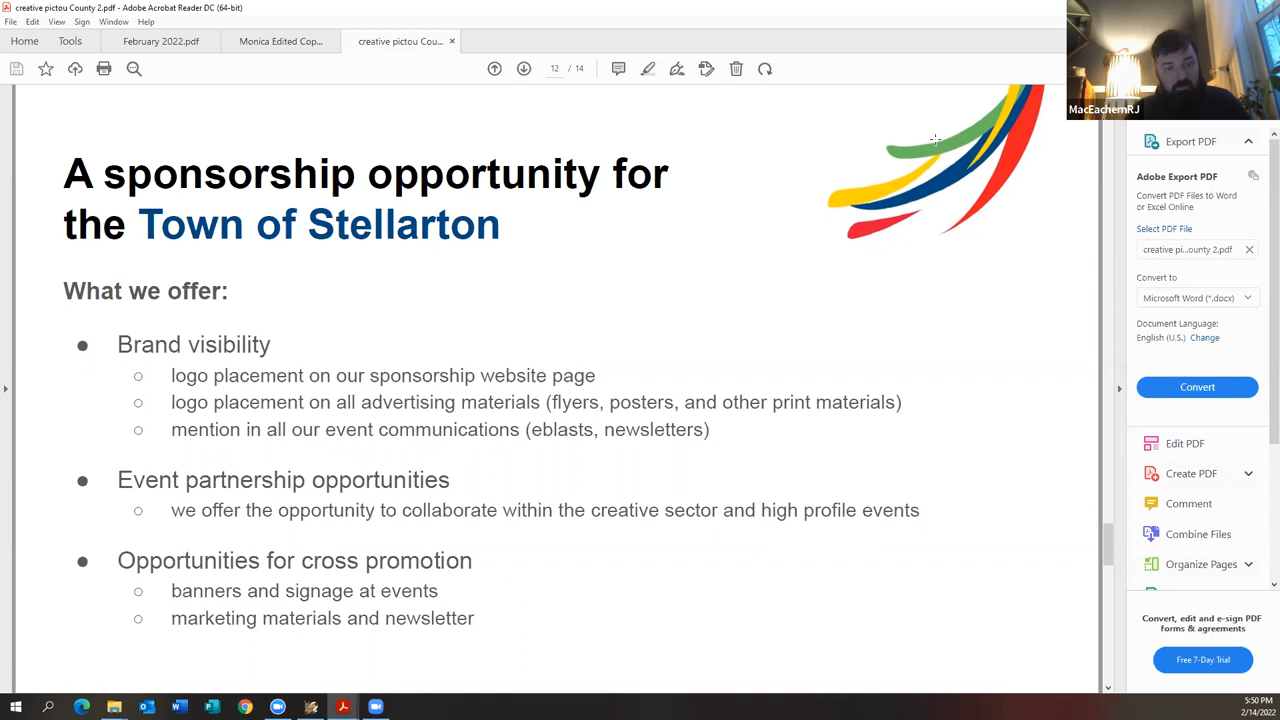 creative pictou County 2.pdf - Adobe Acrobat Reader DC (64-bit)
File Edit View Sign Window Help
Home Tools February 2022.pdf Monica Edited Cop... creative pictou Cou... ×
12 / 14
MacEachernRJ
A sponsorship opportunity for
the Town of Stellarton
What we offer:
● Brand visibility
○ logo placement on our sponsorship website page
○ logo placement on all advertising materials (flyers, posters, and other print materials)
○ mention in all our event communications (eblasts, newsletters)
● Event partnership opportunities
○ we offer the opportunity to collaborate within the creative sector and high profile events
● Opportunities for cross promotion
○ banners and signage at events
○ marketing materials and newsletter
Export PDF
Adobe Export PDF
Convert PDF Files to Word
or Excel Online
Select PDF File
creative pi...ounty 2.pdf
Convert to
Microsoft Word (*.docx)
Document Language:
English (U.S.) Change
Convert
Edit PDF
Create PDF
Comment
Combine Files
Organize Pages
Convert, edit and e-sign PDF
forms & agreements
Free 7-Day Trial
5:50 PM
2/14/2022